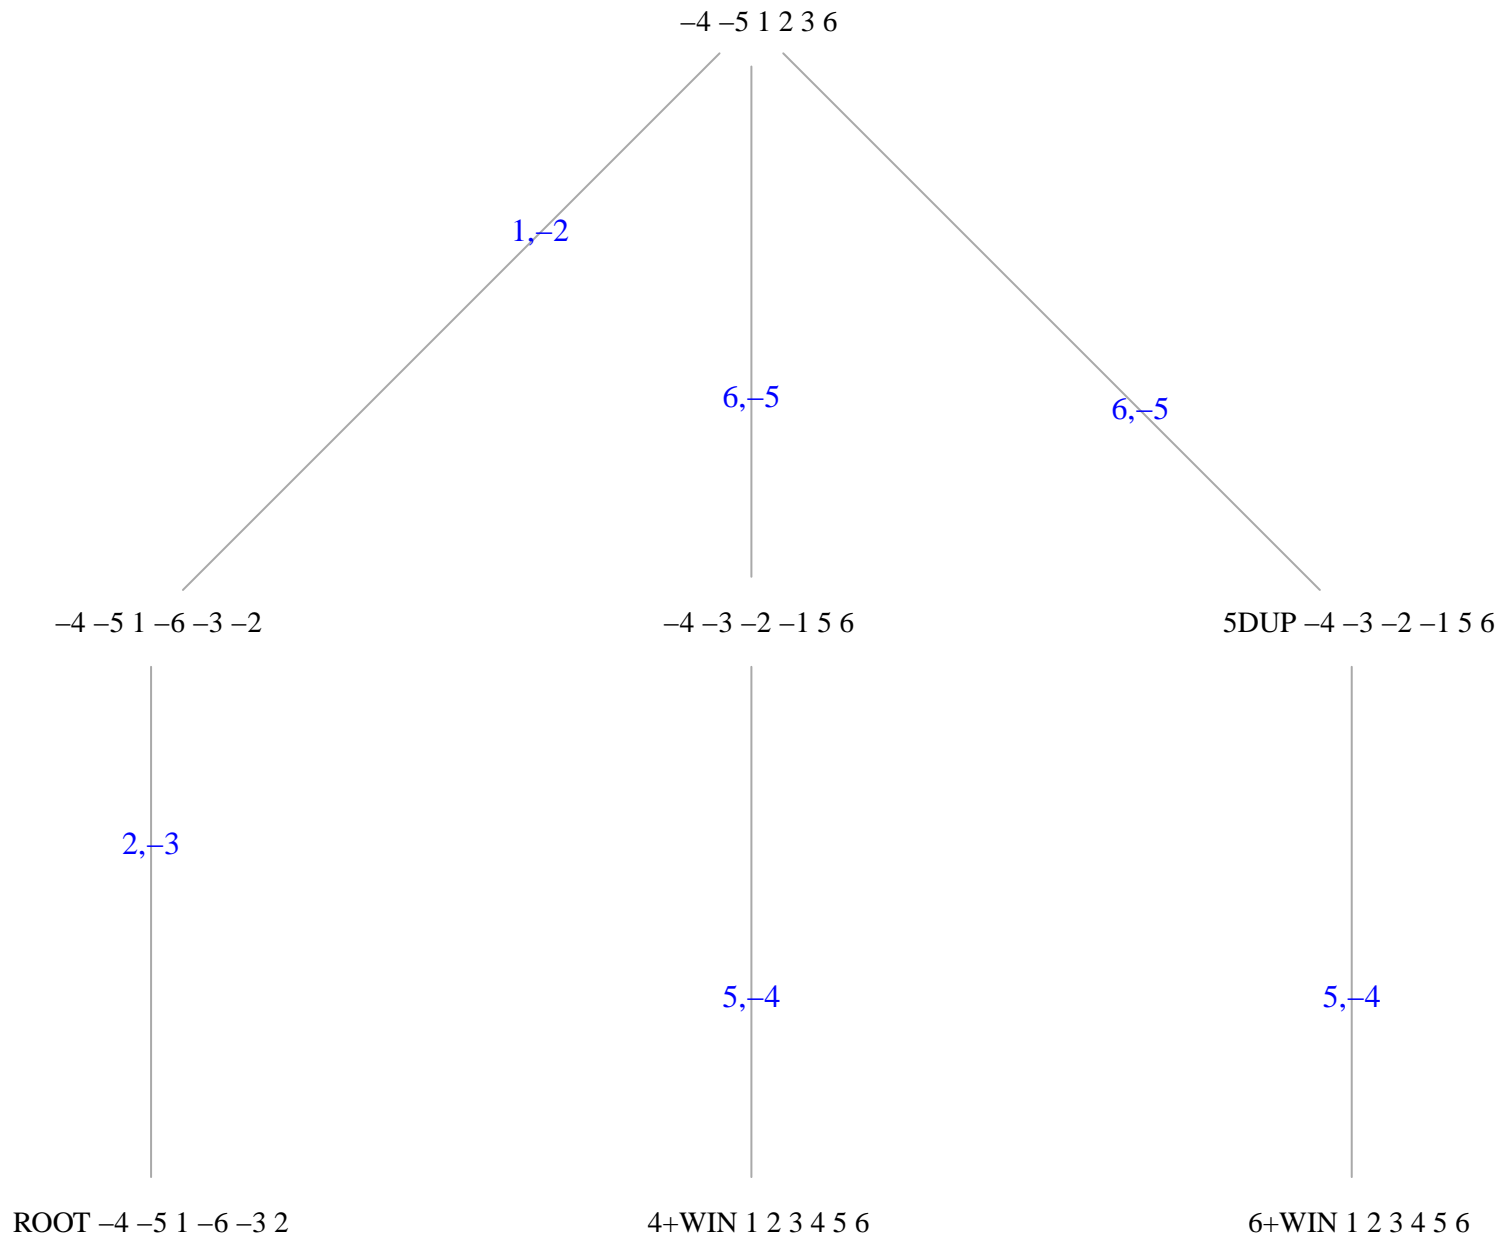 –4 –5 1 2 3 6
1,–2
6,–5
6,–5
–4 –5 1 –6 –3 –2
–4 –3 –2 –1 5 6
5DUP –4 –3 –2 –1 5 6
2,–3
5,–4
5,–4
ROOT –4 –5 1 –6 –3 2
4+WIN 1 2 3 4 5 6
6+WIN 1 2 3 4 5 6